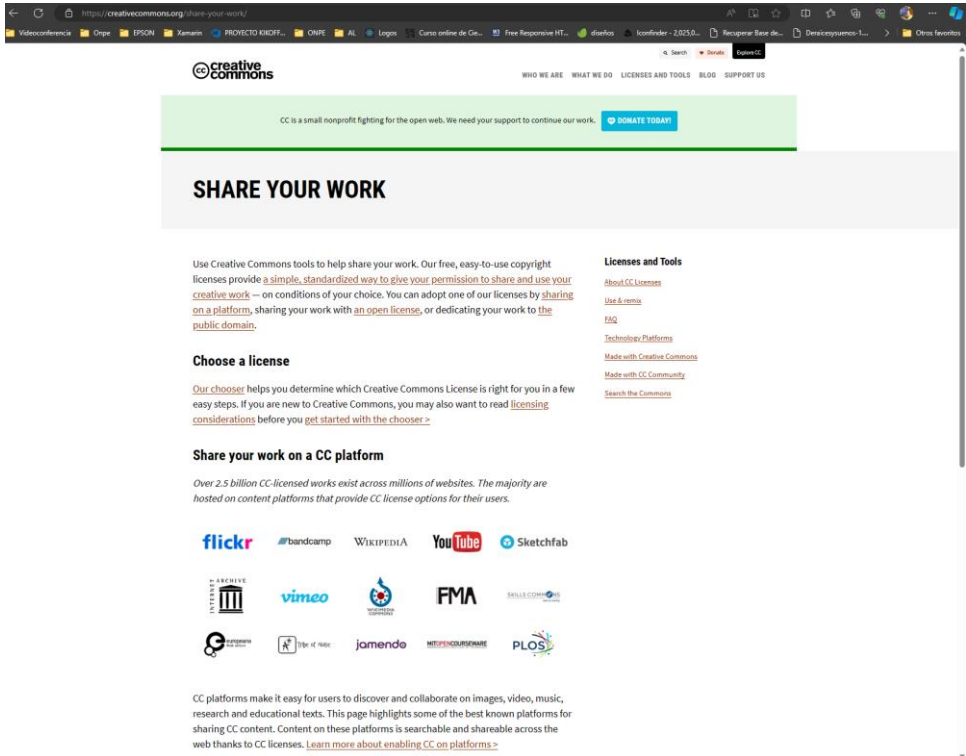 https://creativecommons.org/share-your-work/
Videoconferencia Onpe EPSON Xamarin PROYECTO KIKOFF... ONPE AL Logos Curso online de Cie... Free Responsive HT... diseños Iconfinder - 2,025,0... Recuperar Base de... Deraicesysuenos-1.... Otros favoritos
Search Donate Explore CC
cc creative
commons
WHO WE ARE WHAT WE DO LICENSES AND TOOLS BLOG SUPPORT US
CC is a small nonprofit fighting for the open web. We need your support to continue our work. DONATE TODAY!
SHARE YOUR WORK
Use Creative Commons tools to help share your work. Our free, easy-to-use copyright
licenses provide a simple, standardized way to give your permission to share and use your
creative work — on conditions of your choice. You can adopt one of our licenses by sharing
on a platform, sharing your work with an open license, or dedicating your work to the
public domain.
Choose a license
Our chooser helps you determine which Creative Commons License is right for you in a few
easy steps. If you are new to Creative Commons, you may also want to read licensing
considerations before you get started with the chooser >
Share your work on a CC platform
Over 2.5 billion CC-licensed works exist across millions of websites. The majority are
hosted on content platforms that provide CC license options for their users.
flickr bandcamp WIKIPEDIA YouTube Sketchfab
INTERNET ARCHIVE vimeo WIKIMEDIA COMMONS FMA SKILLS COMMONS
europeana Tribe of Noise jamendo MITOPENCOURSEWARE PLOS
CC platforms make it easy for users to discover and collaborate on images, video, music,
research and educational texts. This page highlights some of the best known platforms for
sharing CC content. Content on these platforms is searchable and shareable across the
web thanks to CC licenses. Learn more about enabling CC on platforms >
Licenses and Tools
About CC Licenses
Use & remix
FAQ
Technology Platforms
Made with Creative Commons
Made with CC Community
Search the Commons